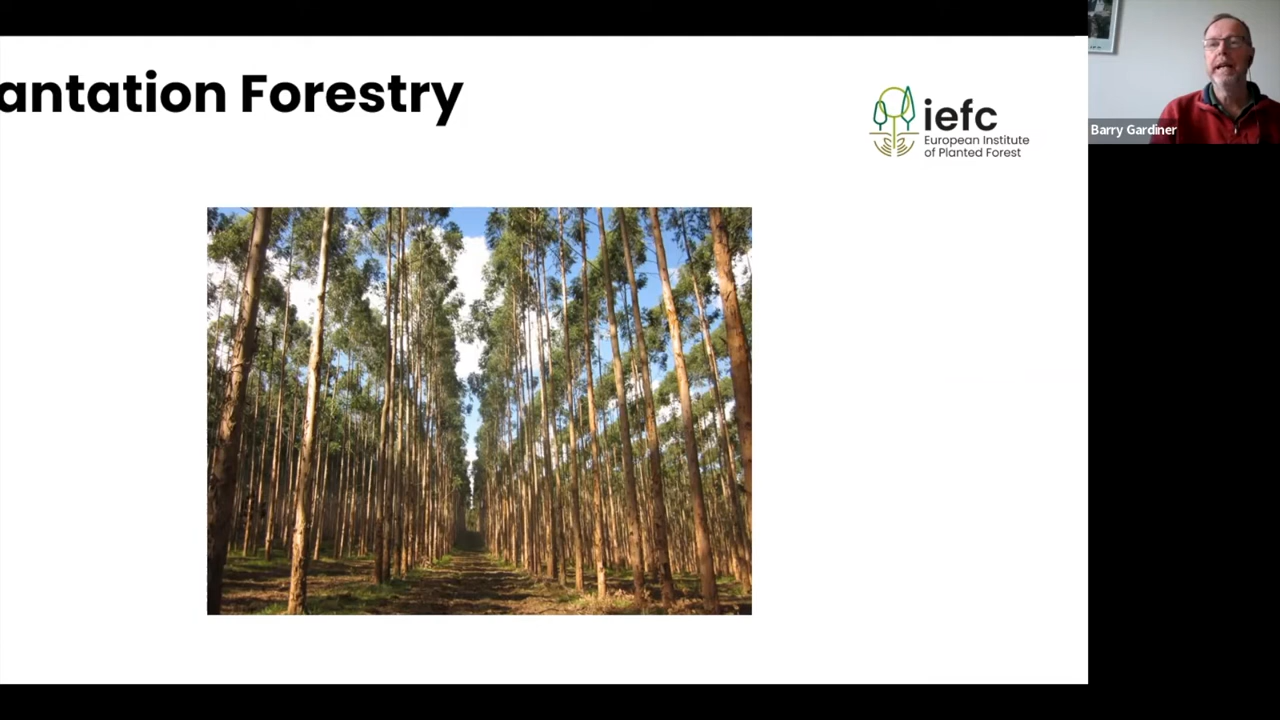 antation Forestry
iefc
European Institute
of Planted Forest
Barry Gardiner